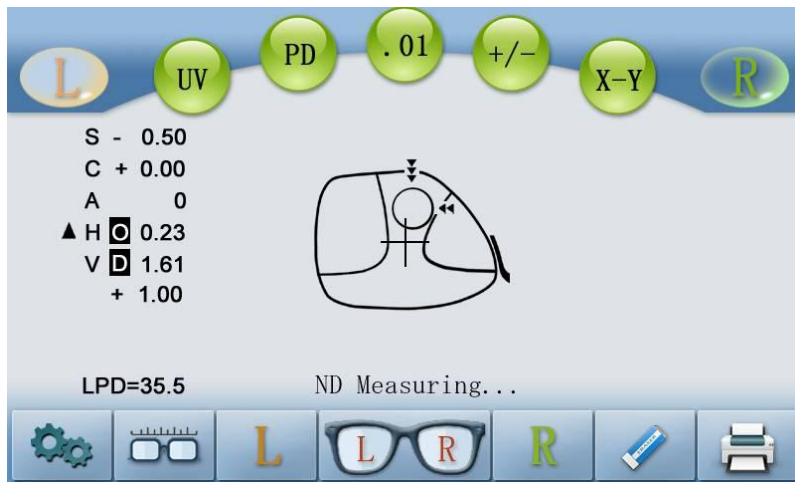 L UV PD .01 +/- X-Y R
S - 0.50
C + 0.00
A 0
▲ H O 0.23
V D 1.61
+ 1.00
LPD=35.5 ND Measuring...
L L R R